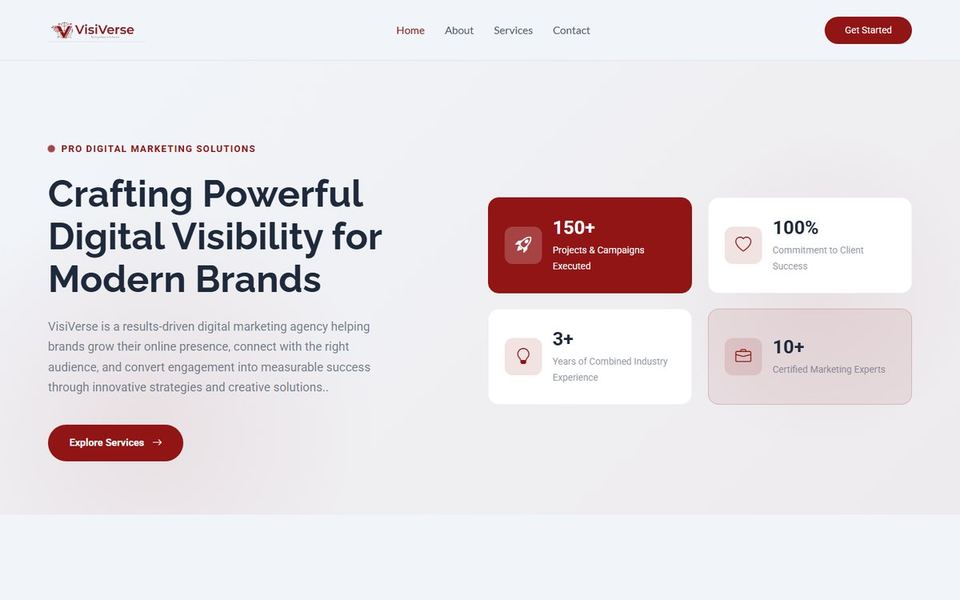 VisiVerse
Home
About
Services
Contact
Get Started
PRO DIGITAL MARKETING SOLUTIONS
Crafting Powerful
Digital Visibility for
Modern Brands
VisiVerse is a results-driven digital marketing agency helping
brands grow their online presence, connect with the right
audience, and convert engagement into measurable success
through innovative strategies and creative solutions..
Explore Services
150+
Projects & Campaigns
Executed
100%
Commitment to Client
Success
3+
Years of Combined Industry
Experience
10+
Certified Marketing Experts